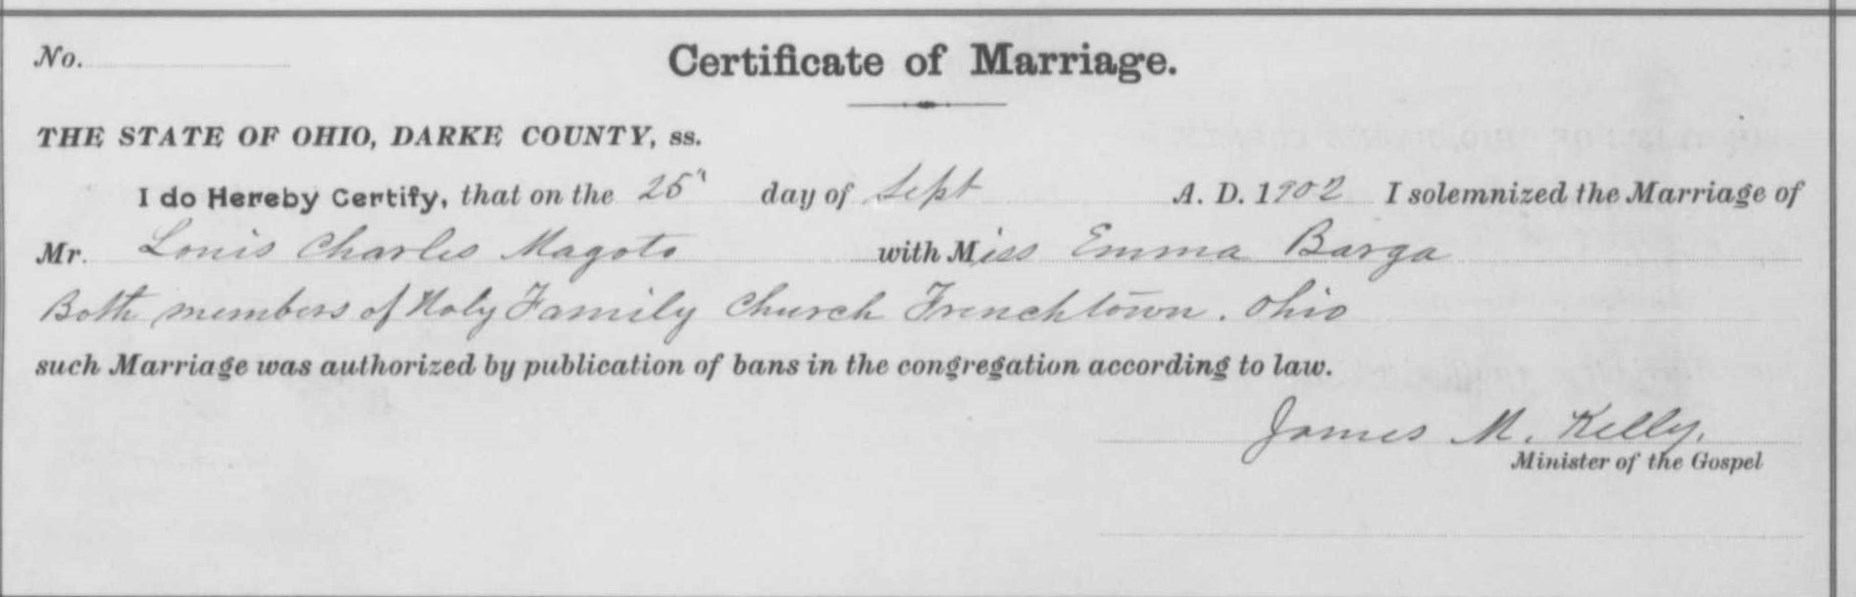 No.
Certificate of Marriage.
THE STATE OF OHIO, DARKE COUNTY, ss.
I do Hereby Certify, that on the 25" day of Sept A. D. 1902 I solemnized the Marriage of
Mr. Louis Charles Magoto with Miss Emma Barga
Both members of Holy Family Church Frenchtown. Ohio
such Marriage was authorized by publication of bans in the congregation according to law.
James M. Kelly.
Minister of the Gospel